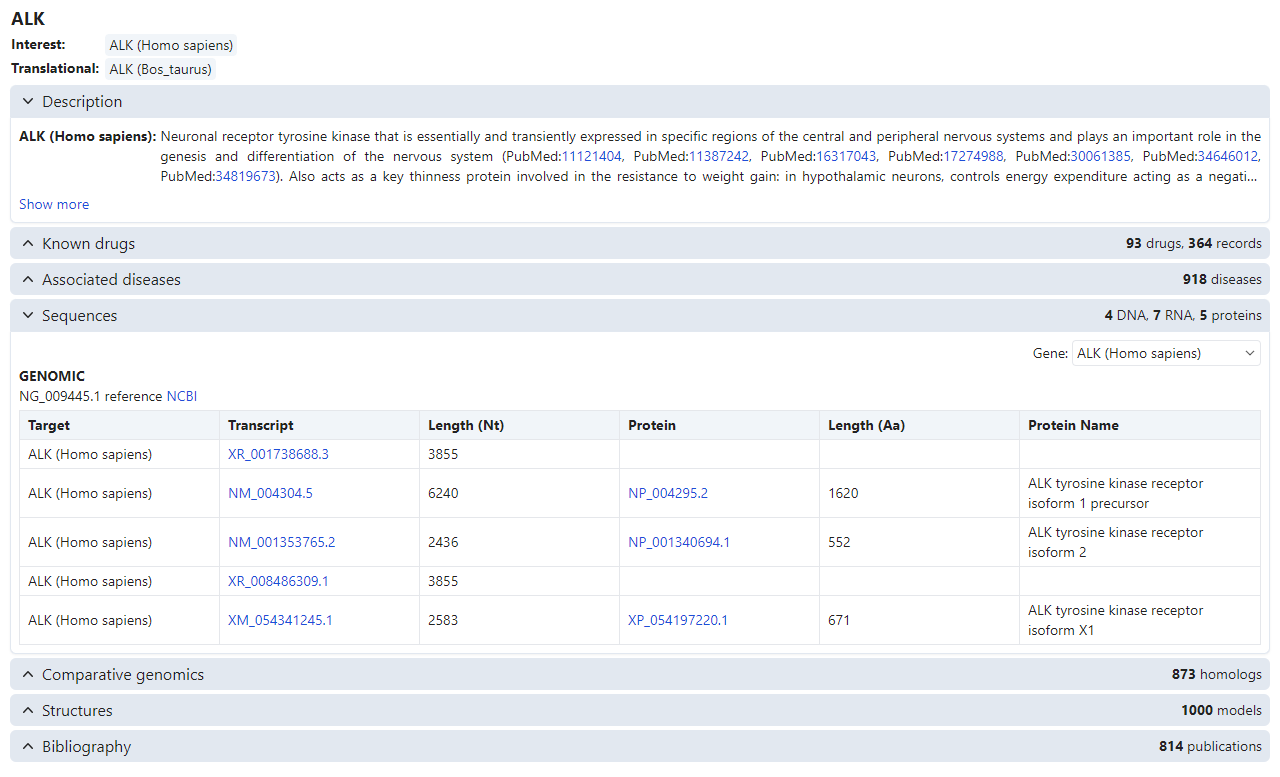 ALK
Interest: ALK (Homo sapiens)
Translational: ALK (Bos_taurus)
Description
ALK (Homo sapiens): Neuronal receptor tyrosine kinase that is essentially and transiently expressed in specific regions of the central and peripheral nervous systems and plays an important role in the
genesis and differentiation of the nervous system (PubMed:11121404, PubMed:11387242, PubMed:16317043, PubMed:17274988, PubMed:30061385, PubMed:34646012,
PubMed:34819673). Also acts as a key thinness protein involved in the resistance to weight gain: in hypothalamic neurons, controls energy expenditure acting as a negati...
Show more
Known drugs 93 drugs, 364 records
Associated diseases 918 diseases
Sequences 4 DNA, 7 RNA, 5 proteins
Gene: ALK (Homo sapiens)
GENOMIC
NG_009445.1 reference NCBI
Target Transcript Length (Nt) Protein Length (Aa) Protein Name
ALK (Homo sapiens) XR_001738688.3 3855
ALK (Homo sapiens) NM_004304.5 6240 NP_004295.2 1620 ALK tyrosine kinase receptor
isoform 1 precursor
ALK (Homo sapiens) NM_001353765.2 2436 NP_001340694.1 552 ALK tyrosine kinase receptor
isoform 2
ALK (Homo sapiens) XR_008486309.1 3855
ALK (Homo sapiens) XM_054341245.1 2583 XP_054197220.1 671 ALK tyrosine kinase receptor
isoform X1
Comparative genomics 873 homologs
Structures 1000 models
Bibliography 814 publications